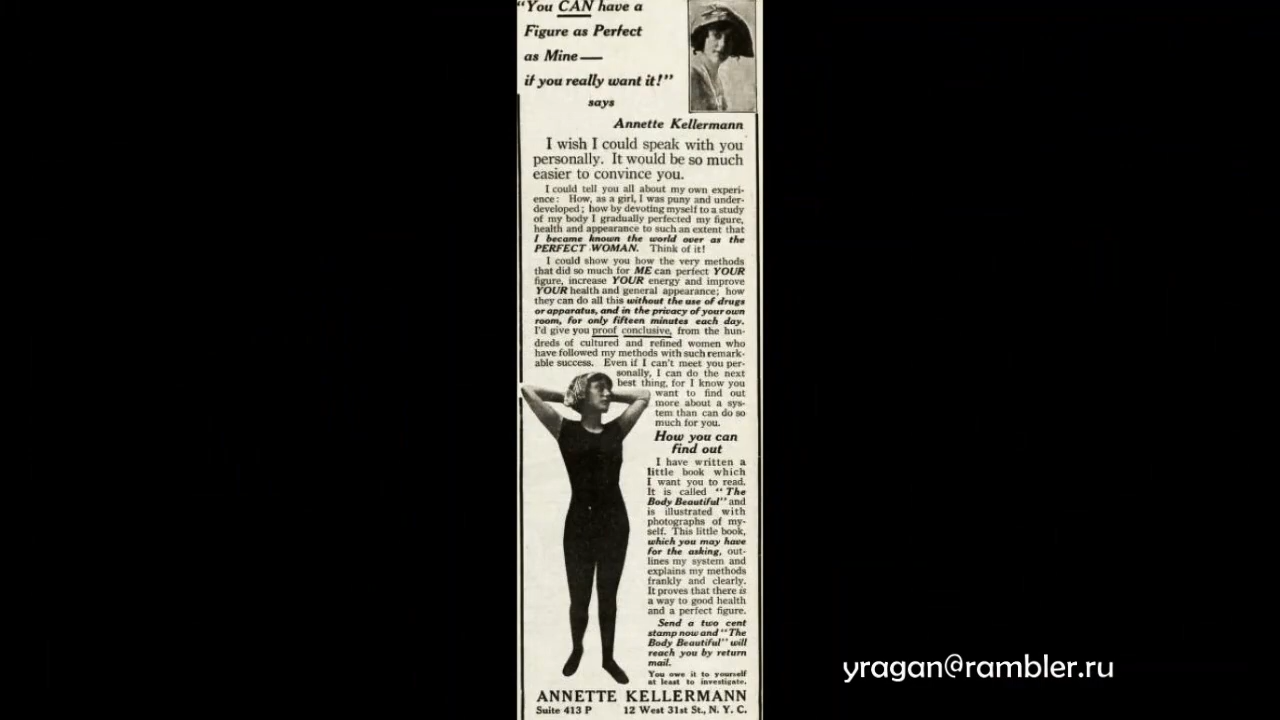 "You CAN have a
Figure as Perfect
as Mine—
if you really want it!"
says
Annette Kellermann
I wish I could speak with you
personally. It would be so much
easier to convince you.
I could tell you all about my own experi-
ence: How, as a girl, I was puny and under-
developed; how by devoting myself to a study
of my body I gradually perfected my figure,
health and appearance to such an extent that
I became known the world over as the
PERFECT WOMAN. Think of it!
I could show you how the very methods
that did so much for ME can perfect YOUR
figure, increase YOUR energy and improve
YOUR health and general appearance; how
they can do all this without the use of drugs
or apparatus, and in the privacy of your own
room, for only fifteen minutes each day.
I'd give you proof conclusive, from the hun-
dreds of cultured and refined women who
have followed my methods with such remark-
able success. Even if I can't meet you per-
sonally, I can do the next
best thing, for I know you
want to find out
more about a sys-
tem than can do so
much for you.
How you can
find out
I have written a
little book which
I want you to read.
It is called "The
Body Beautiful" and
is illustrated with
photographs of my-
self. This little book,
which you may have
for the asking, out-
lines my system and
explains my methods
frankly and clearly.
It proves that there is
a way to good health
and a perfect figure.
Send a two cent
stamp now and "The
Body Beautiful" will
reach you by return
mail.
You owe it to yourself
at least to investigate.
ANNETTE KELLERMANN
Suite 413 P 12 West 31st St., N. Y. C.
yragan@rambler.ru